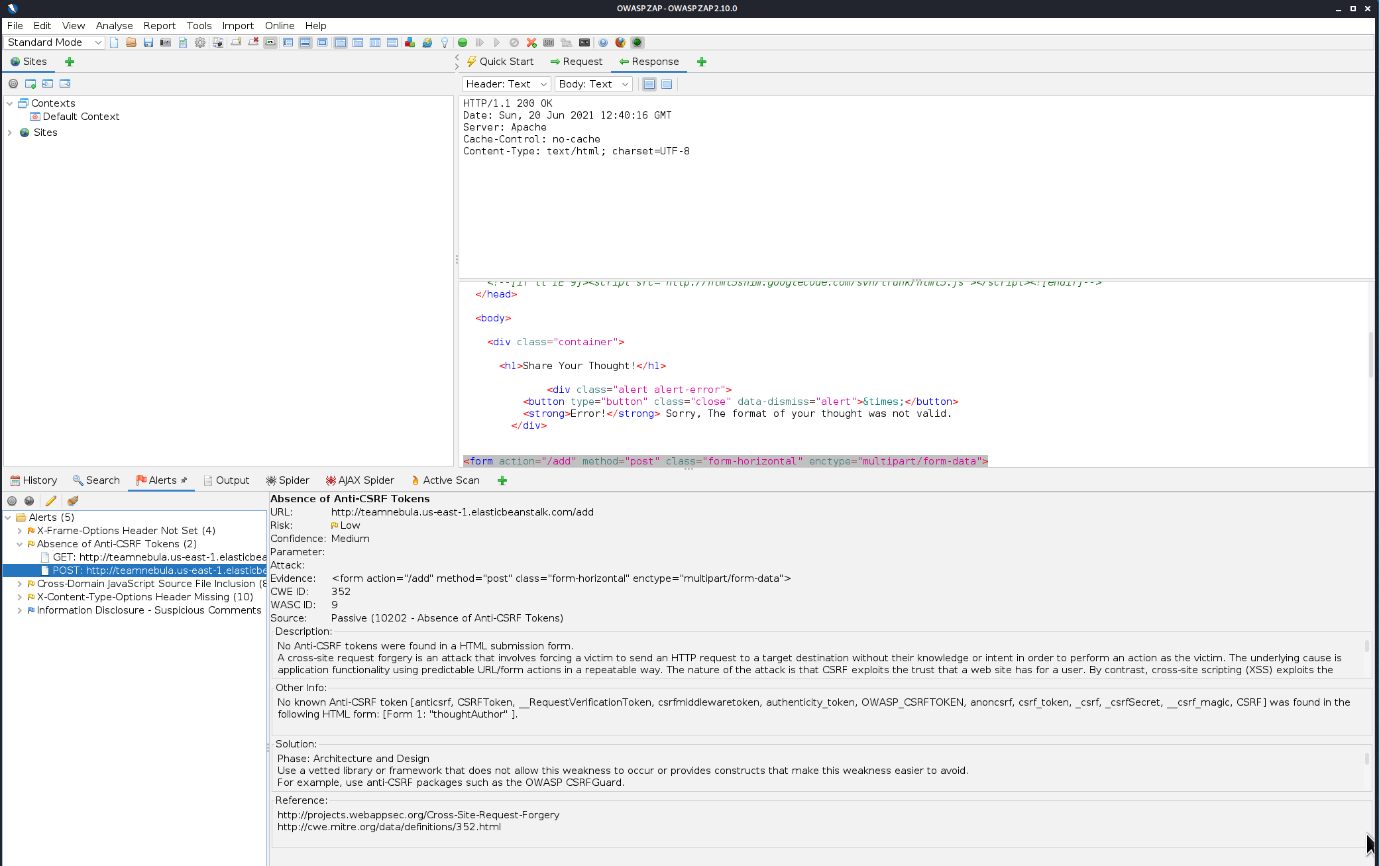 OWASP ZAP - OWASP ZAP 2.10.0
File Edit View Analyse Report Tools Import Online Help
Standard Mode
Sites
Quick Start Request Response
Header: Text Body: Text
Contexts
Default Context
Sites
HTTP/1.1 200 OK
Date: Sun, 20 Jun 2021 12:40:16 GMT
Server: Apache
Cache-Control: no-cache
Content-Type: text/html; charset=UTF-8
</head>
<body>
<div class="container">
<h1>Share Your Thought!</h1>
<div class="alert alert-error">
<button type="button" class="close" data-dismiss="alert">&times;</button>
<strong>Error!</strong> Sorry, The format of your thought was not valid.
</div>
<form action="/add" method="post" class="form-horizontal" enctype="multipart/form-data">
History Search Alerts Output Spider AJAX Spider Active Scan
Alerts (5)
X-Frame-Options Header Not Set (4)
Absence of Anti-CSRF Tokens (2)
GET: http://teamnebula.us-east-1.elasticbea
POST: http://teamnebula.us-east-1.elasticbe
Cross-Domain JavaScript Source File Inclusion (
X-Content-Type-Options Header Missing (10)
Information Disclosure - Suspicious Comments
Absence of Anti-CSRF Tokens
URL: http://teamnebula.us-east-1.elasticbeanstalk.com/add
Risk: Low
Confidence: Medium
Parameter:
Attack:
Evidence: <form action="/add" method="post" class="form-horizontal" enctype="multipart/form-data">
CWE ID: 352
WASC ID: 9
Source: Passive (10202 - Absence of Anti-CSRF Tokens)
Description:
No Anti-CSRF tokens were found in a HTML submission form.
A cross-site request forgery is an attack that involves forcing a victim to send an HTTP request to a target destination without their knowledge or intent in order to perform an action as the victim. The underlying cause is
application functionality using predictable URL/form actions in a repeatable way. The nature of the attack is that CSRF exploits the trust that a web site has for a user. By contrast, cross-site scripting (XSS) exploits the
Other Info:
No known Anti-CSRF token [anticsrf, CSRFToken, __RequestVerificationToken, csrfmiddlewaretoken, authenticity_token, OWASP_CSRFTOKEN, anoncsrf, csrf_token, _csrf, _csrfSecret, __csrf_magic, CSRF] was found in the
following HTML form: [Form 1: "thoughtAuthor" ].
Solution:
Phase: Architecture and Design
Use a vetted library or framework that does not allow this weakness to occur or provides constructs that make this weakness easier to avoid.
For example, use anti-CSRF packages such as the OWASP CSRFGuard.
Reference:
http://projects.webappsec.org/Cross-Site-Request-Forgery
http://cwe.mitre.org/data/definitions/352.html